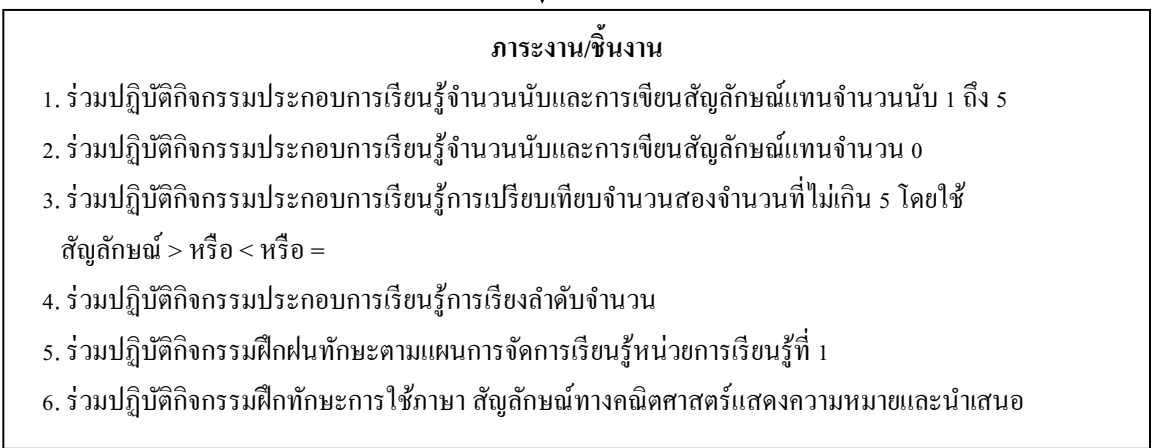 ภาระงาน/ชิ้นงาน
1. ร่วมปฏิบัติกิจกรรมประกอบการเรียนรู้จำนวนนับและการเขียนสัญลักษณ์แทนจำนวนนับ 1 ถึง 5
2. ร่วมปฏิบัติกิจกรรมประกอบการเรียนรู้จำนวนนับและการเขียนสัญลักษณ์แทนจำนวน 0
3. ร่วมปฏิบัติกิจกรรมประกอบการเรียนรู้การเปรียบเทียบจำนวนสองจำนวนที่ไม่เกิน 5 โดยใช้
สัญลักษณ์ > หรือ < หรือ =
4. ร่วมปฏิบัติกิจกรรมประกอบการเรียนรู้การเรียงลำดับจำนวน
5. ร่วมปฏิบัติกิจกรรมฝึกฝนทักษะตามแผนการจัดการเรียนรู้หน่วยการเรียนรู้ที่ 1
6. ร่วมปฏิบัติกิจกรรมฝึกทักษะการใช้ภาษา สัญลักษณ์ทางคณิตศาสตร์แสดงความหมายและนำเสนอ